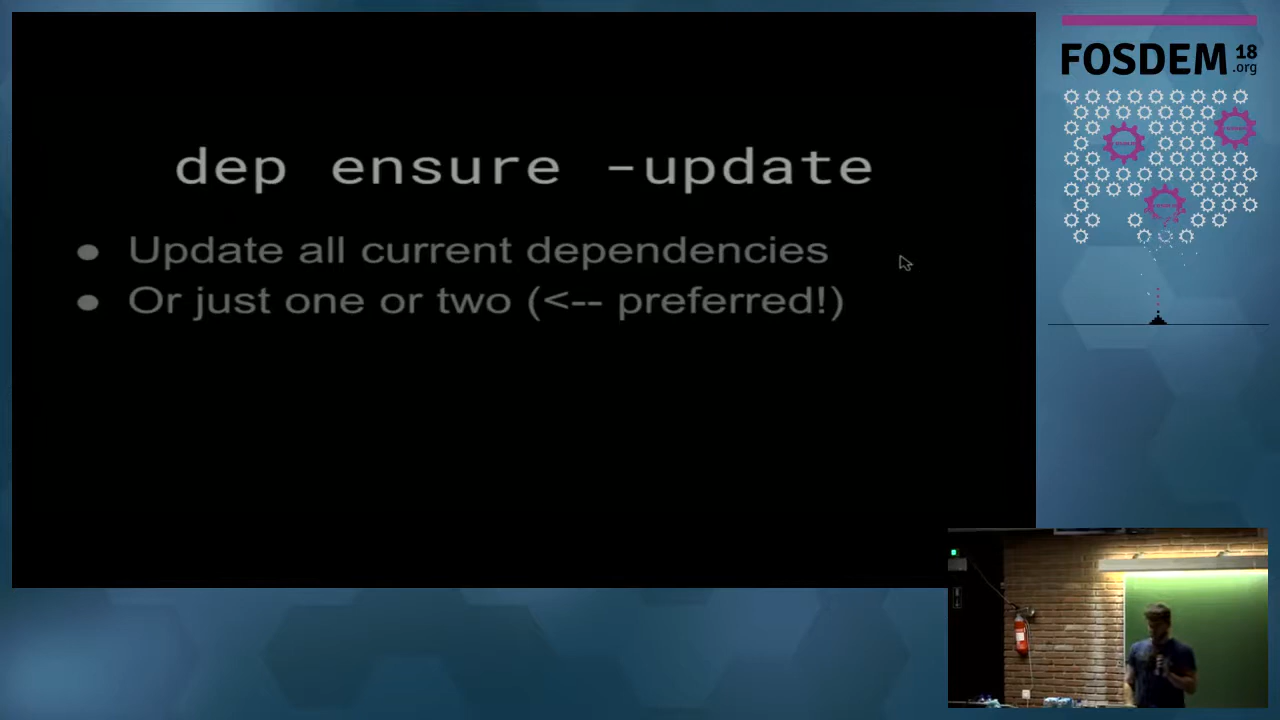 dep ensure -update
● Update all current dependencies
● Or just one or two (<-- preferred!)
FOSDEM 18
.org